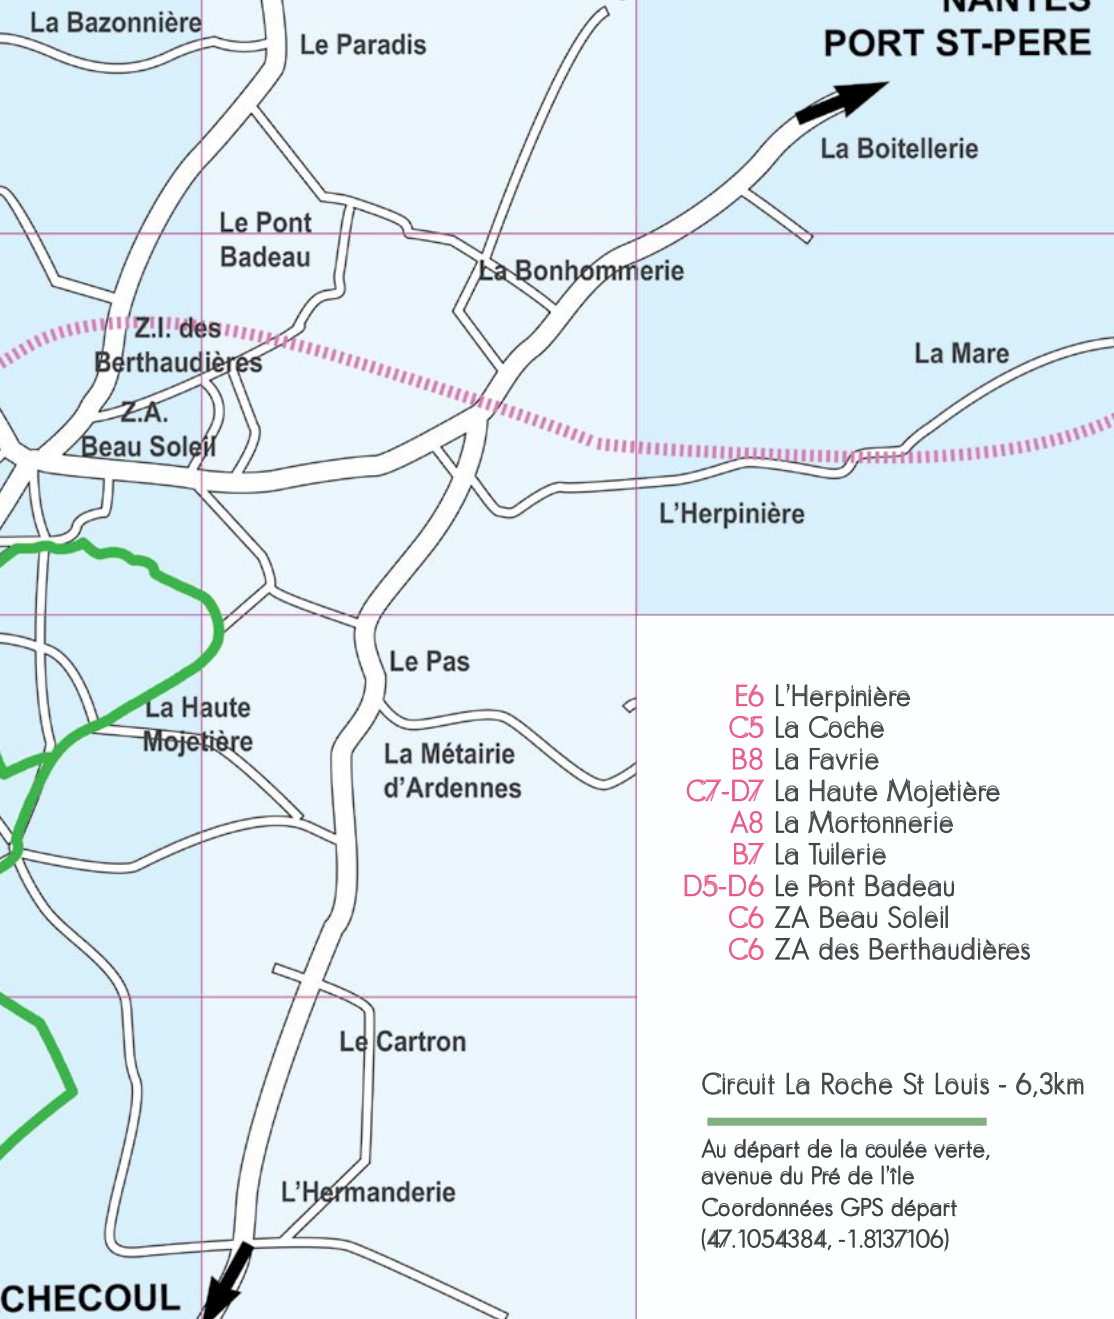 NANTES
PORT ST-PERE
La Bazonnière
Le Paradis
La Boitellerie
Le Pont
Badeau
La Bonhommerie
Z.I. des
Berthaudières
La Mare
Z.A.
Beau Soleil
L'Herpinière
Le Pas
La Haute
Mojetière
La Métairie
d'Ardennes
Le Cartron
L'Hermanderie
CHECOUL
E6 L'Herpinière
C5 La Coche
B8 La Favrie
C7-D7 La Haute Mojetière
A8 La Mortonnerie
B7 La Tuilerie
D5-D6 Le Pont Badeau
C6 ZA Beau Soleil
C6 ZA des Berthaudières
Circuit La Roche St Louis - 6,3km
Au départ de la coulée verte,
avenue du Pré de l'île
Coordonnées GPS départ
(47.1054384, -1.8137106)